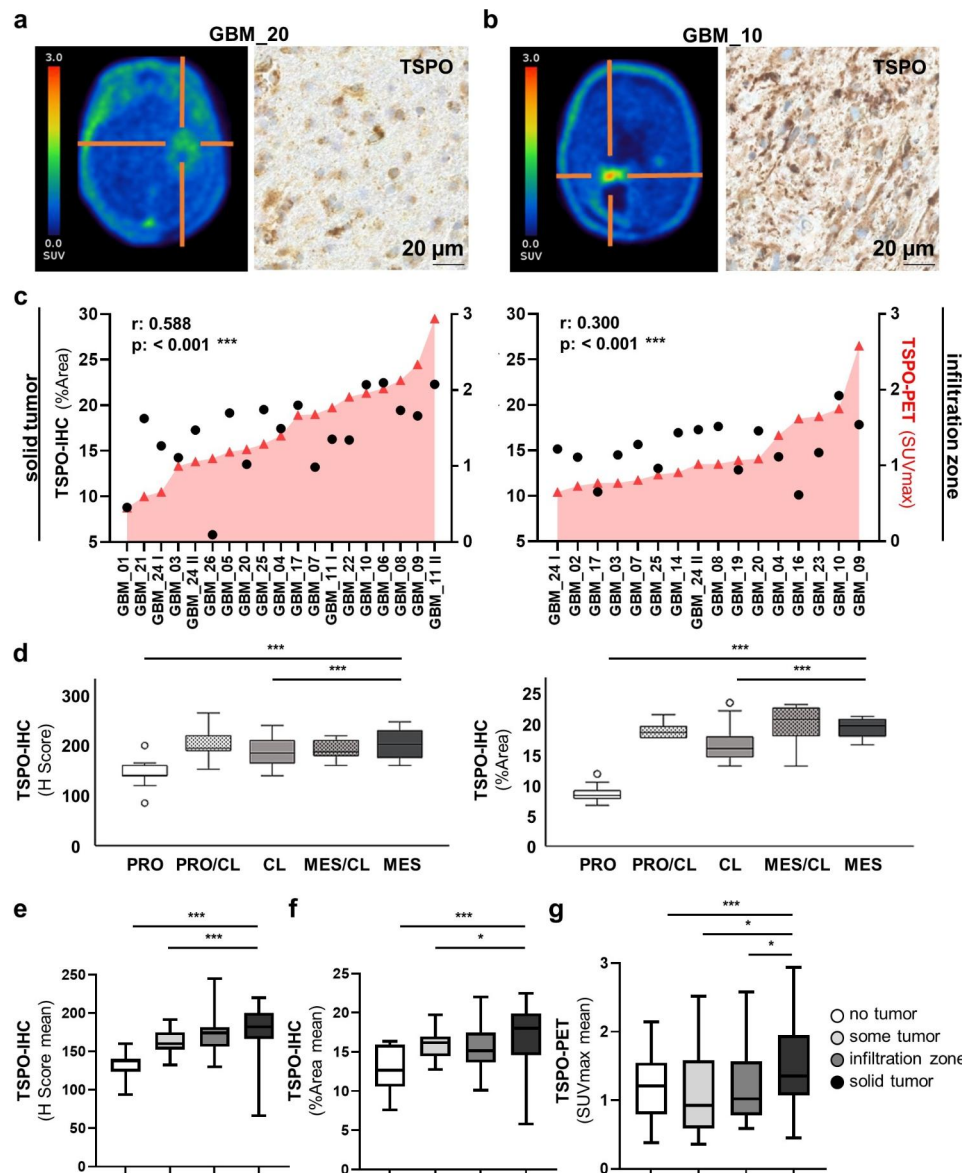 a
b
GBM_20
GBM_10
3.0
0.0
SUV
TSPO
20 µm
3.0
0.0
SUV
TSPO
20 µm
c
solid tumor
TSPO-IHC (%Area)
30
25
20
15
10
5
r: 0.588
p: < 0.001 ***
3
2
1
0
GBM_01
GBM_21
GBM_24 I
GBM_03
GBM_24 II
GBM_26
GBM_05
GBM_20
GBM_25
GBM_04
GBM_17
GBM_07
GBM_11 I
GBM_22
GBM_10
GBM_06
GBM_08
GBM_09
GBM_11 II
30
25
20
15
10
5
r: 0.300
p: < 0.001 ***
3
2
1
0
TSPO-PET (SUVmax)
infiltration zone
GBM_24 I
GBM_02
GBM_17
GBM_03
GBM_07
GBM_25
GBM_14
GBM_24 II
GBM_08
GBM_19
GBM_20
GBM_04
GBM_16
GBM_23
GBM_10
GBM_09
d
***
***
TSPO-IHC
(H Score)
300
200
100
0
PRO PRO/CL CL MES/CL MES
***
***
TSPO-IHC
(%Area)
25
20
15
10
5
0
PRO PRO/CL CL MES/CL MES
e
***
***
TSPO-IHC
(H Score mean)
250
200
150
100
50
0
f
***
*
TSPO-IHC
(%Area mean)
25
20
15
10
5
0
g
***
*
*
TSPO-PET
(SUVmax mean)
3
2
1
0
no tumor
some tumor
infiltration zone
solid tumor